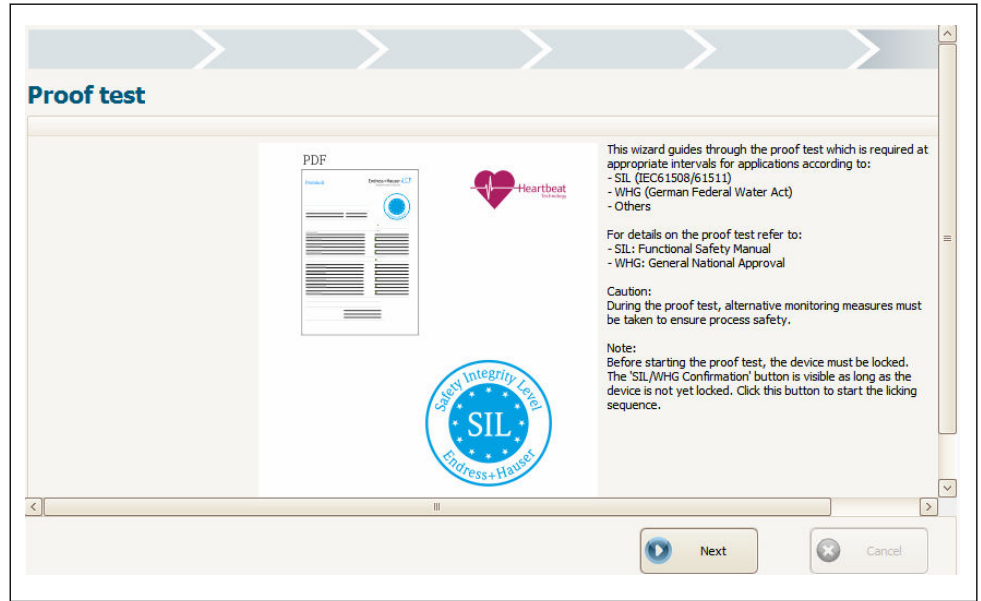 Proof test
PDF
Endress+Hauser
Heartbeat
Technology
Safety Integrity Level
SIL
Endress+Hauser
This wizard guides through the proof test which is required at
appropriate intervals for applications according to:
- SIL (IEC61508/61511)
- WHG (German Federal Water Act)
- Others
For details on the proof test refer to:
- SIL: Functional Safety Manual
- WHG: General National Approval
Caution:
During the proof test, alternative monitoring measures must
be taken to ensure process safety.
Note:
Before starting the proof test, the device must be locked.
The 'SIL/WHG Confirmation' button is visible as long as the
device is not yet locked. Click this button to start the licking
sequence.
Next
Cancel